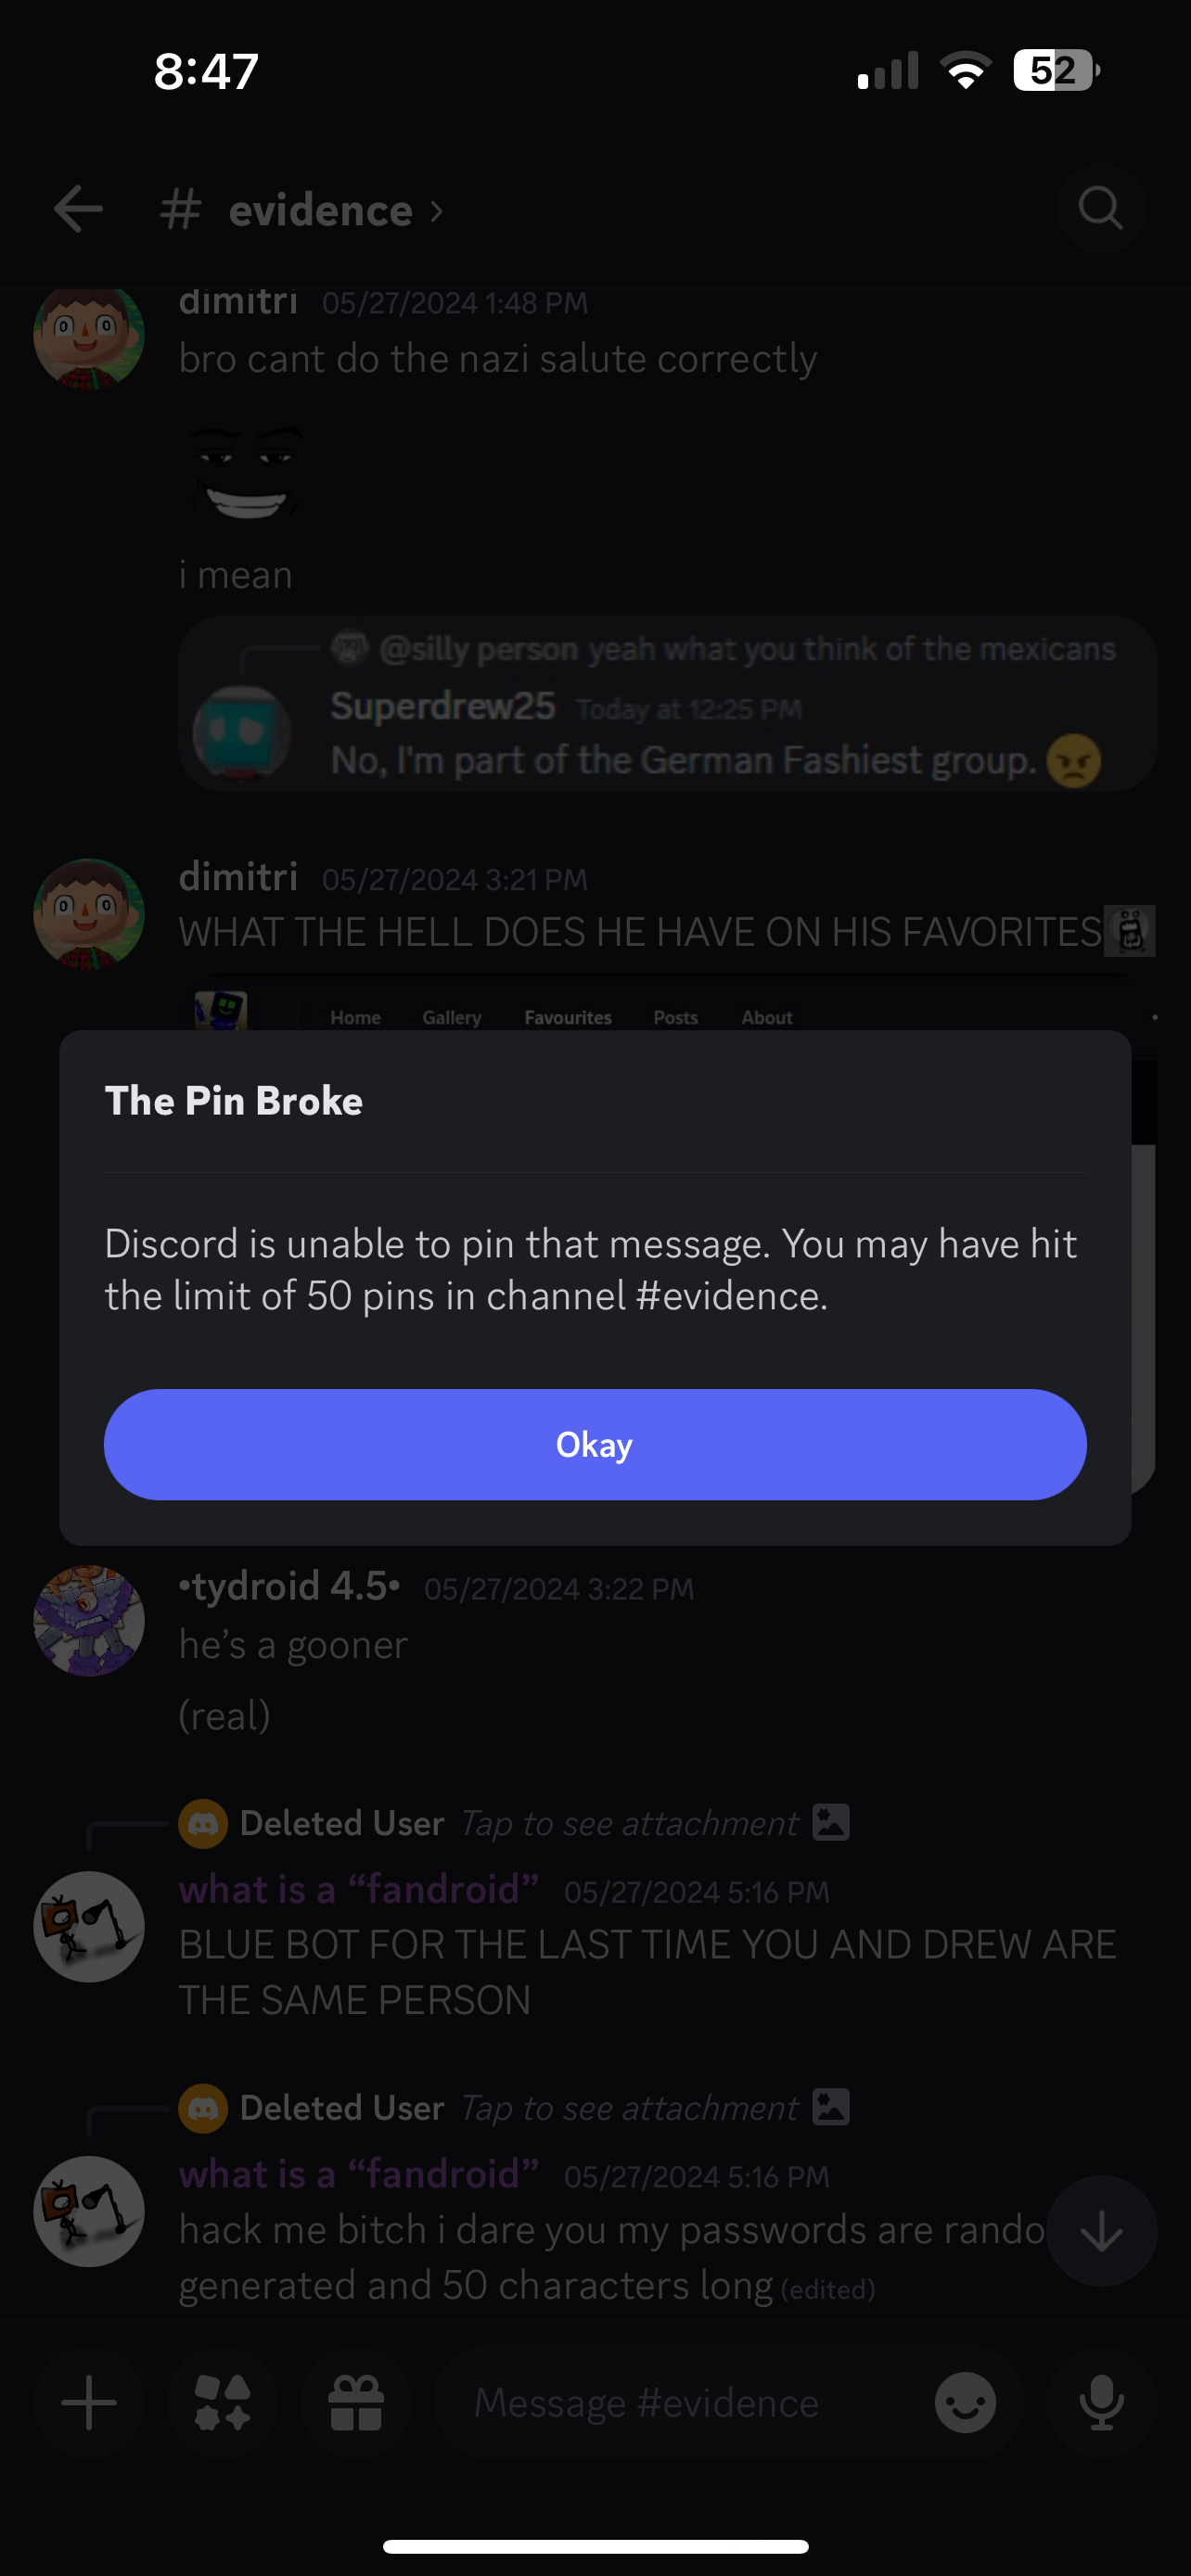 8:47
52
# evidence
dimitri 05/27/2024 1:48 PM
bro cant do the nazi salute correctly
i mean
@silly person yeah what you think of the mexicans
Superdrew25 Today at 12:25 PM
No, I'm part of the German Fashiest group. 😠
dimitri 05/27/2024 3:21 PM
WHAT THE HELL DOES HE HAVE ON HIS FAVORITES
Home Gallery Favourites Posts About
The Pin Broke
Discord is unable to pin that message. You may have hit
the limit of 50 pins in channel #evidence.
Okay
•tydroid 4.5• 05/27/2024 3:22 PM
he’s a gooner
(real)
Deleted User Tap to see attachment
what is a “fandroid” 05/27/2024 5:16 PM
BLUE BOT FOR THE LAST TIME YOU AND DREW ARE
THE SAME PERSON
Deleted User Tap to see attachment
what is a “fandroid” 05/27/2024 5:16 PM
hack me bitch i dare you my passwords are rando
generated and 50 characters long (edited)
Message #evidence